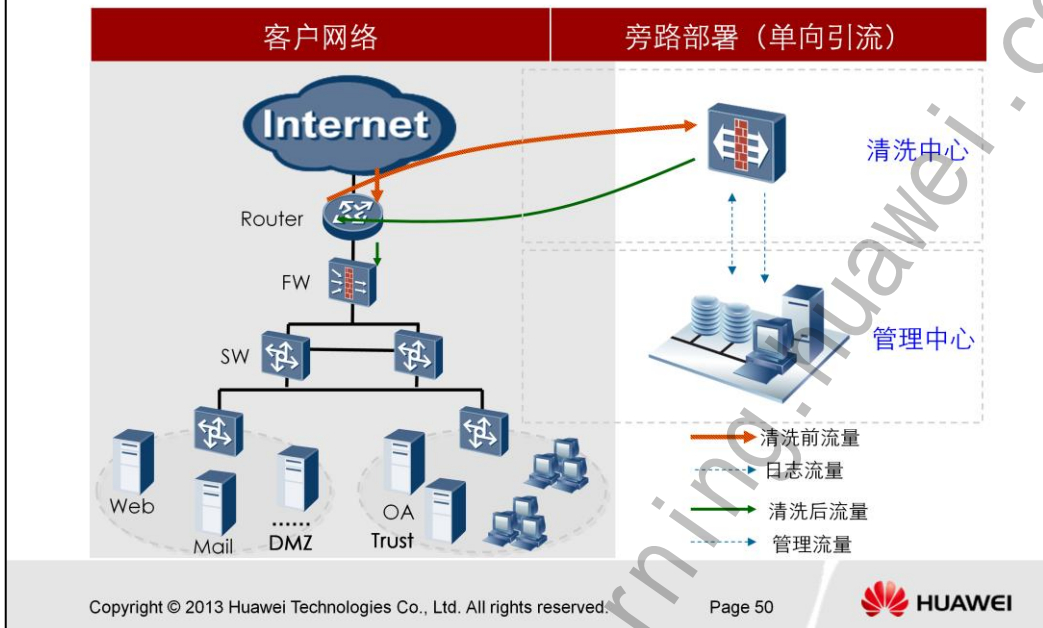 客户网络
旁路部署（单向引流）
Internet
清洗中心
Router
FW
管理中心
SW
清洗前流量
日志流量
Web
OA
清洗后流量
Mail
......
DMZ
Trust
管理流量
Copyright © 2013 Huawei Technologies Co., Ltd. All rights reserved.
Page 50
HUAWEI
rning.huawei.co